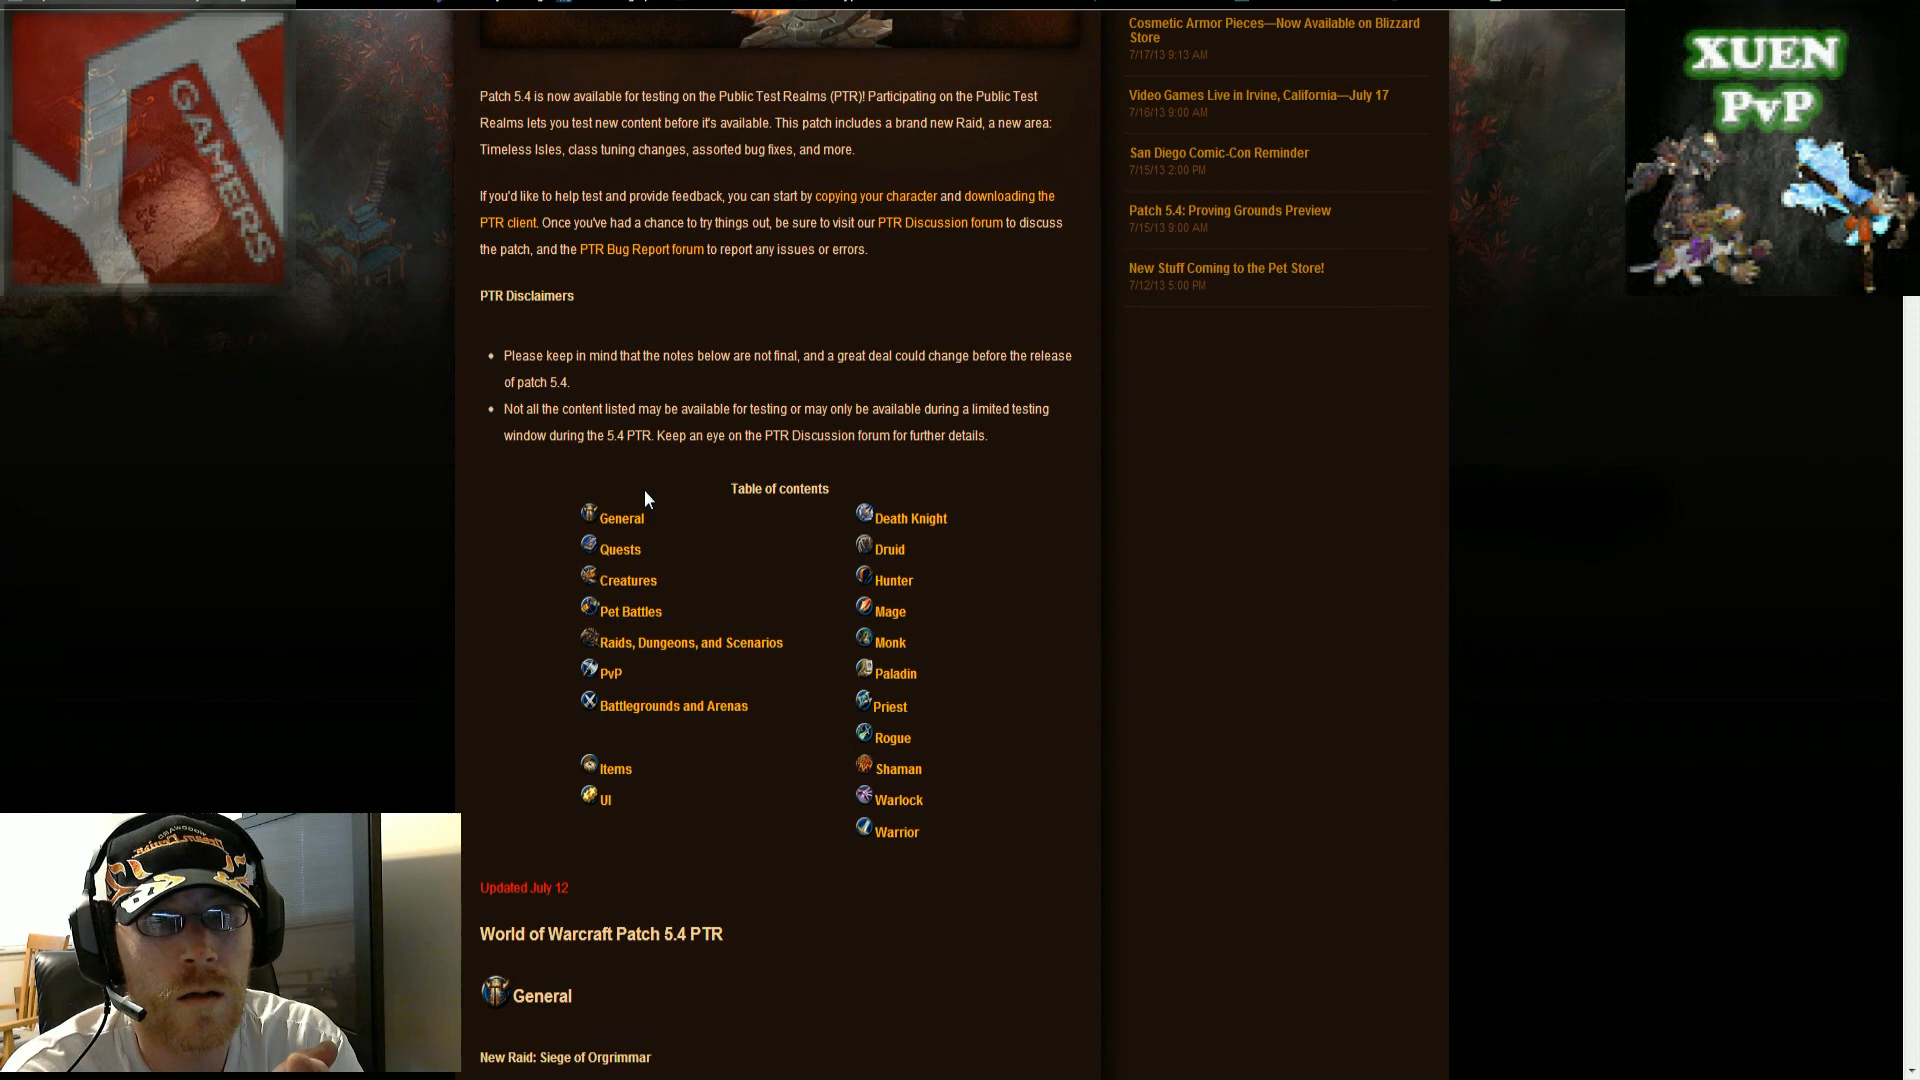 GAMERS
XUEN
PvP
Patch 5.4 is now available for testing on the Public Test Realms (PTR)! Participating on the Public Test
Realms lets you test new content before it's available. This patch includes a brand new Raid, a new area:
Timeless Isles, class tuning changes, assorted bug fixes, and more.
If you'd like to help test and provide feedback, you can start by copying your character and downloading the
PTR client. Once you've had a chance to try things out, be sure to visit our PTR Discussion forum to discuss
the patch, and the PTR Bug Report forum to report any issues or errors.
PTR Disclaimers
Please keep in mind that the notes below are not final, and a great deal could change before the release
of patch 5.4.
Not all the content listed may be available for testing or may only be available during a limited testing
window during the 5.4 PTR. Keep an eye on the PTR Discussion forum for further details.
Table of contents
General
Quests
Creatures
Pet Battles
Raids, Dungeons, and Scenarios
PvP
Battlegrounds and Arenas
Items
UI
Death Knight
Druid
Hunter
Mage
Monk
Paladin
Priest
Rogue
Shaman
Warlock
Warrior
Updated July 12
World of Warcraft Patch 5.4 PTR
General
New Raid: Siege of Orgrimmar
Cosmetic Armor Pieces—Now Available on Blizzard
Store
7/17/13 9:13 AM
Video Games Live in Irvine, California—July 17
7/16/13 9:00 AM
San Diego Comic-Con Reminder
7/15/13 2:00 PM
Patch 5.4: Proving Grounds Preview
7/15/13 9:00 AM
New Stuff Coming to the Pet Store!
7/12/13 5:00 PM